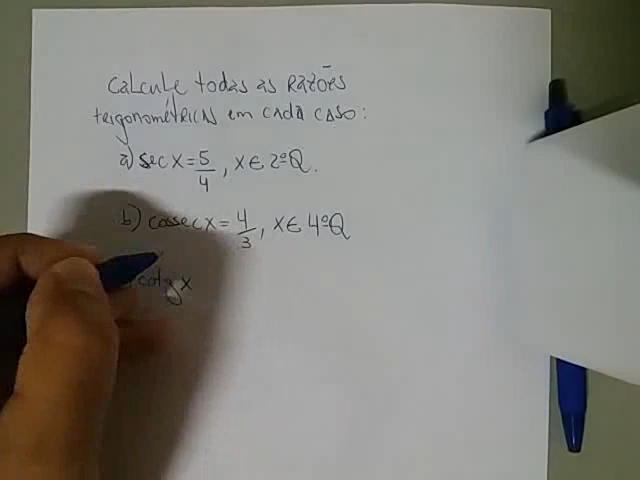 Calcule todas as Razões
trigonométricas em cada caso:
a) sec x = 5/4, x ∈ 2ºQ.
b) cossec x = 4/3, x ∈ 4ºQ
cotg x